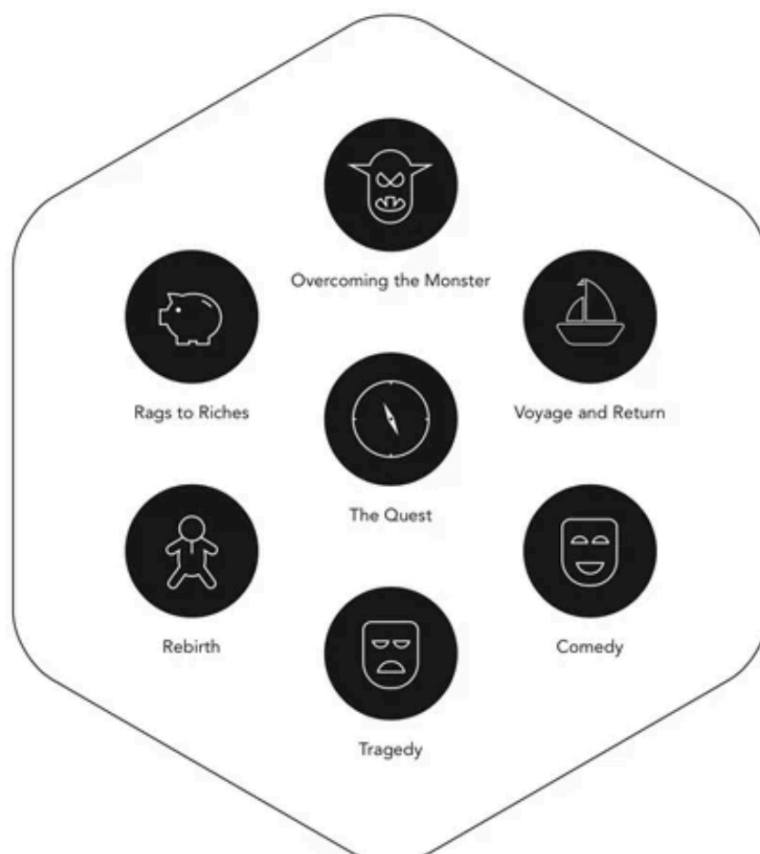 Overcoming the Monster
Rags to Riches
Voyage and Return
The Quest
Rebirth
Comedy
Tragedy